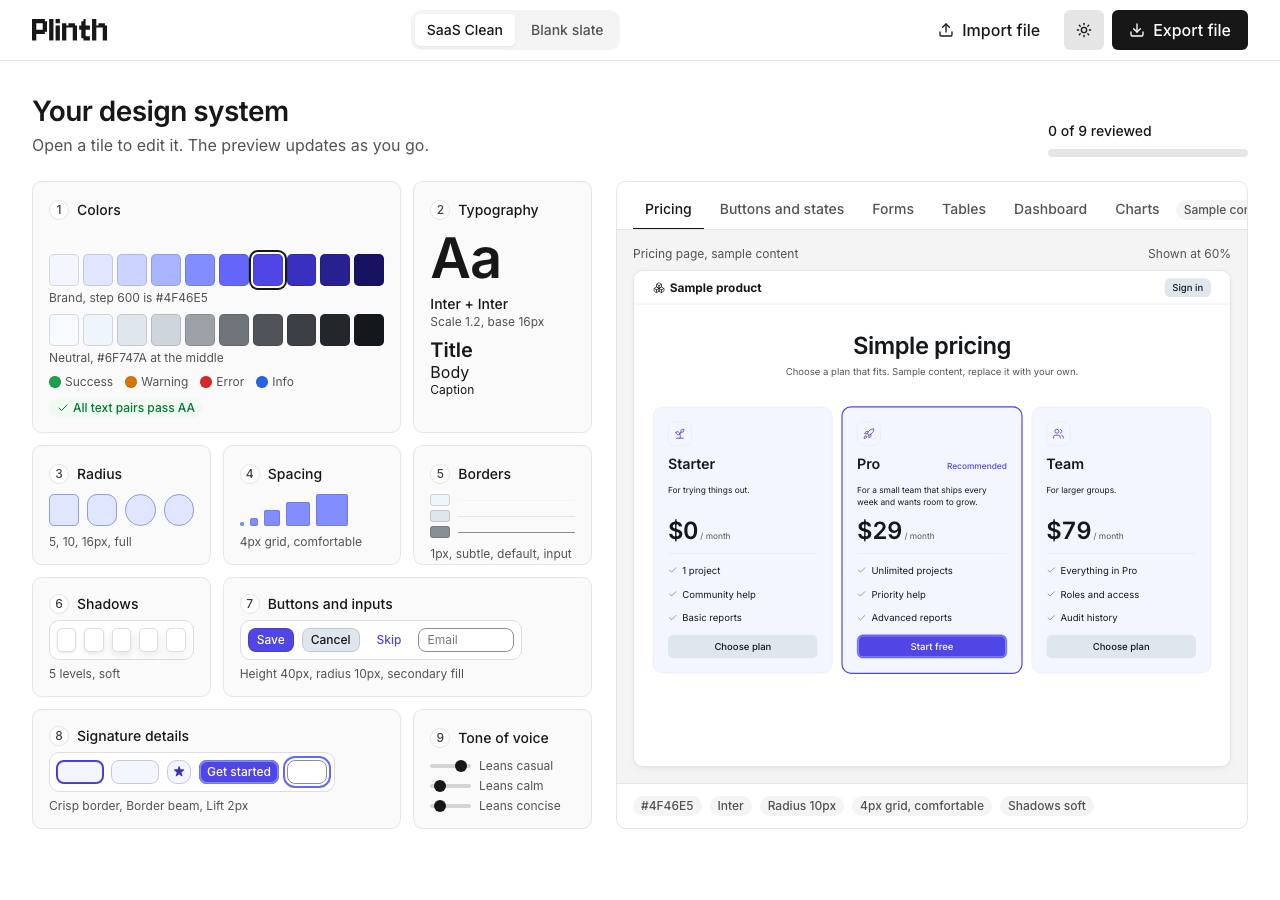 Plinth
SaaS Clean
Blank slate
Import file
Export file
Your design system
Open a tile to edit it. The preview updates as you go.
0 of 9 reviewed
1 Colors
Brand, step 600 is #4F46E5
Neutral, #6F747A at the middle
Success Warning Error Info
All text pairs pass AA
2 Typography
Aa
Inter + Inter
Scale 1.2, base 16px
Title
Body
Caption
3 Radius
5, 10, 16px, full
4 Spacing
4px grid, comfortable
5 Borders
1px, subtle, default, input
6 Shadows
5 levels, soft
7 Buttons and inputs
Save Cancel Skip Email
Height 40px, radius 10px, secondary fill
8 Signature details
Get started
Crisp border, Border beam, Lift 2px
9 Tone of voice
Leans casual
Leans calm
Leans concise
Pricing Buttons and states Forms Tables Dashboard Charts Sample cor
Pricing page, sample content
Shown at 60%
Sample product
Sign in
Simple pricing
Choose a plan that fits. Sample content, replace it with your own.
Starter
For trying things out.
$0 / month
1 project
Community help
Basic reports
Choose plan
Pro
Recommended
For a small team that ships every
week and wants room to grow.
$29 / month
Unlimited projects
Priority help
Advanced reports
Start free
Team
For larger groups.
$79 / month
Everything in Pro
Roles and access
Audit history
Choose plan
#4F46E5 Inter Radius 10px 4px grid, comfortable Shadows soft